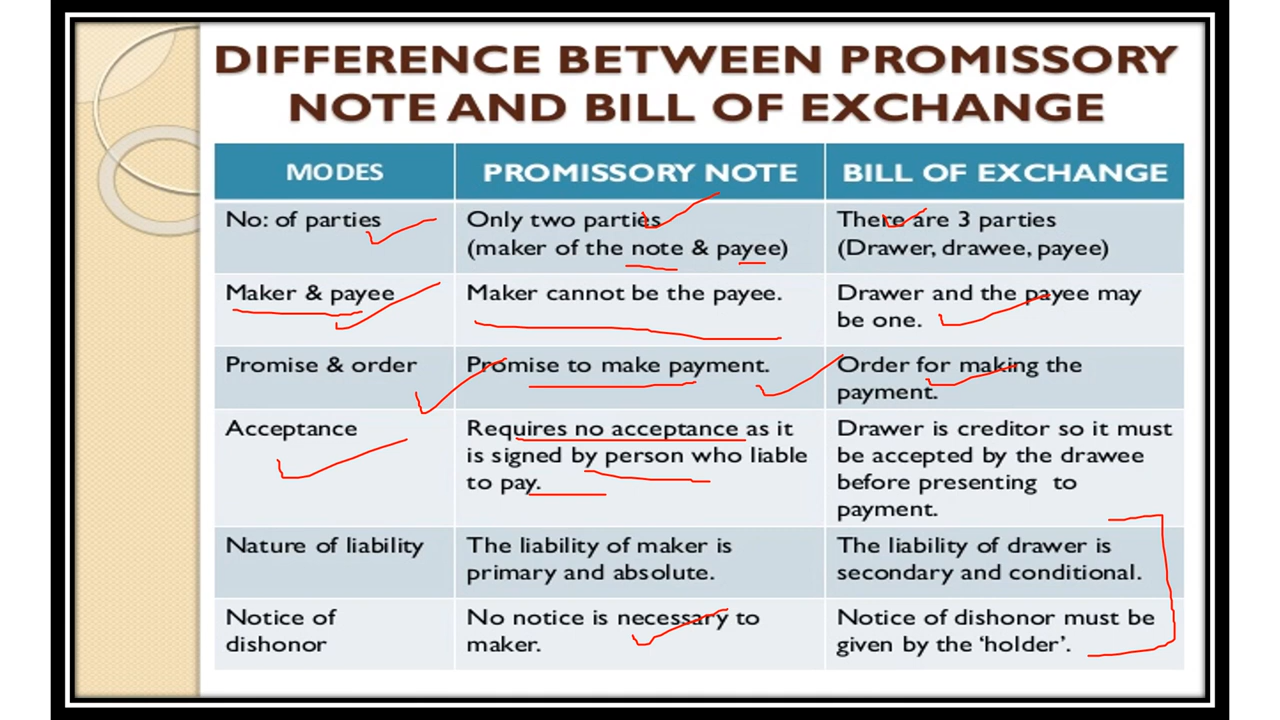 DIFFERENCE BETWEEN PROMISSORY
NOTE AND BILL OF EXCHANGE
MODES
PROMISSORY NOTE
BILL OF EXCHANGE
No: of parties
Only two parties
(maker of the note & payee)
There are 3 parties
(Drawer, drawee, payee)
Maker & payee
Maker cannot be the payee.
Drawer and the payee may
be one.
Promise & order
Promise to make payment.
Order for making the
payment.
Acceptance
Requires no acceptance as it
is signed by person who liable
to pay.
Drawer is creditor so it must
be accepted by the drawee
before presenting to
payment.
Nature of liability
The liability of maker is
primary and absolute.
The liability of drawer is
secondary and conditional.
Notice of
dishonor
No notice is necessary to
maker.
Notice of dishonor must be
given by the ‘holder’.